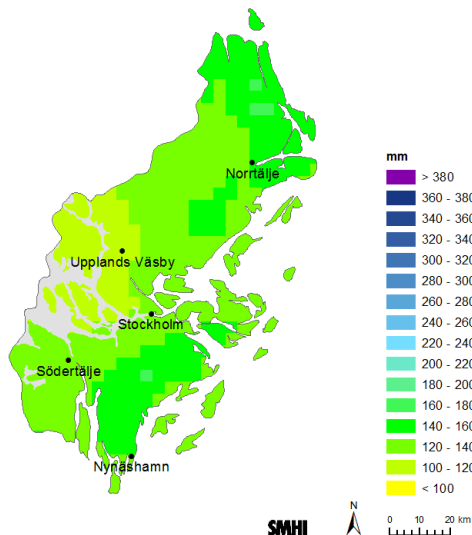 Norrtälje
Upplands Väsby
Stockholm
Södertälje
Nynäshamn
mm
> 380
360 - 380
340 - 360
320 - 340
300 - 320
280 - 300
260 - 280
240 - 260
220 - 240
200 - 220
180 - 200
160 - 180
140 - 160
120 - 140
100 - 120
< 100
SMHI
N
0 10 20 km